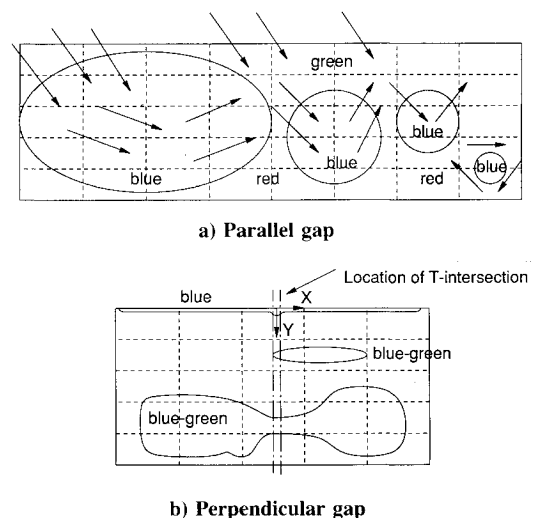 green
blue
blue
blue
blue
red
red
a) Parallel gap
Location of T-intersection
blue
X
Y
blue-green
blue-green
b) Perpendicular gap